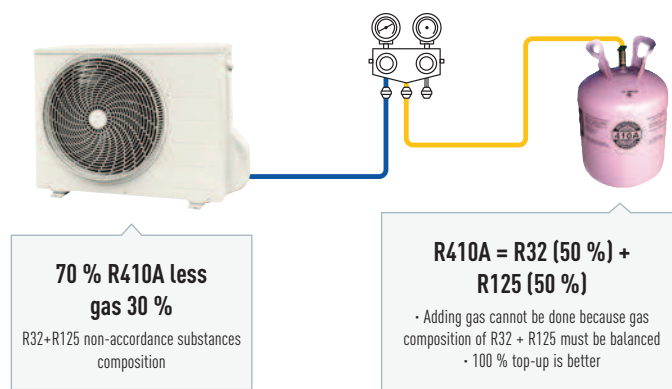 410A
70 % R410A less
gas 30 %
R32+R125 non-accordance substances
composition
R410A = R32 (50 %) +
R125 (50 %)
· Adding gas cannot be done because gas
composition of R32 + R125 must be balanced
· 100 % top-up is better